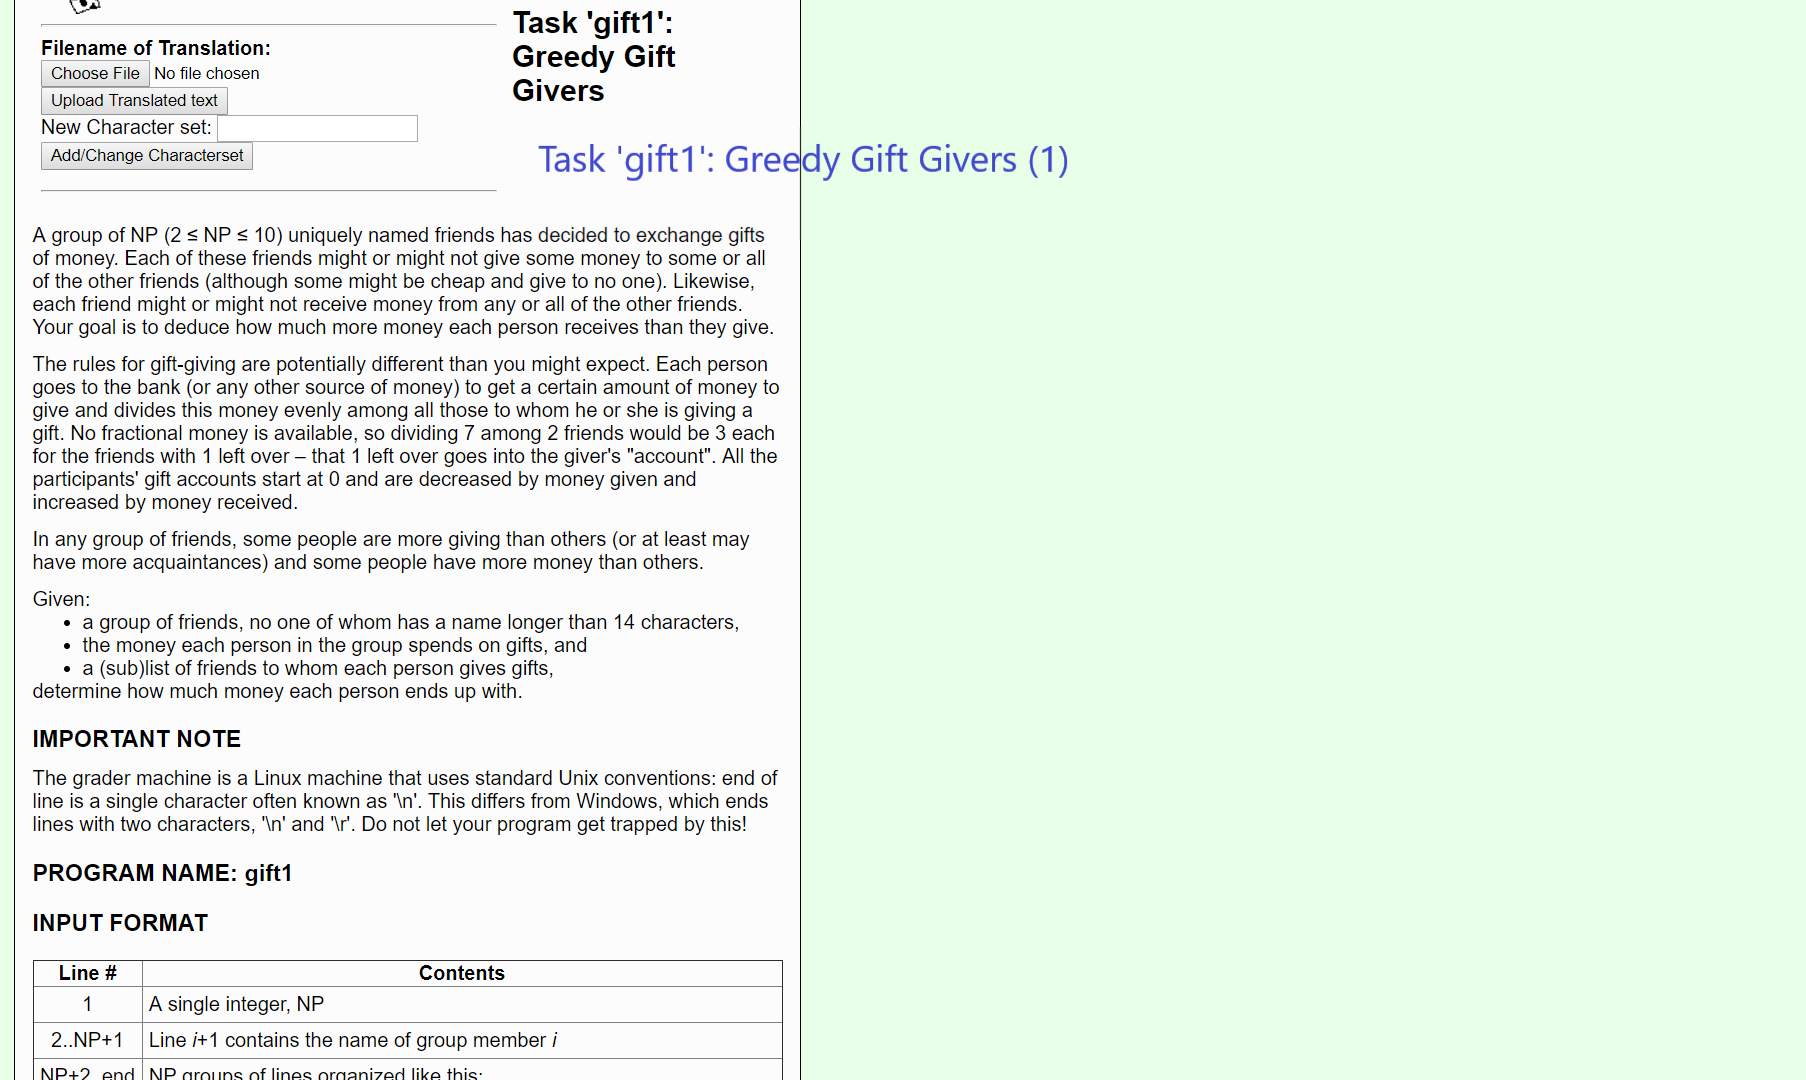 Task 'gift1':
Greedy Gift
Givers
Filename of Translation:
Choose File No file chosen
Upload Translated text
New Character set:
Add/Change Characterset
Task 'gift1': Greedy Gift Givers (1)
A group of NP (2 ≤ NP ≤ 10) uniquely named friends has decided to exchange gifts
of money. Each of these friends might or might not give some money to some or all
of the other friends (although some might be cheap and give to no one). Likewise,
each friend might or might not receive money from any or all of the other friends.
Your goal is to deduce how much more money each person receives than they give.
The rules for gift-giving are potentially different than you might expect. Each person
goes to the bank (or any other source of money) to get a certain amount of money to
give and divides this money evenly among all those to whom he or she is giving a
gift. No fractional money is available, so dividing 7 among 2 friends would be 3 each
for the friends with 1 left over – that 1 left over goes into the giver's "account". All the
participants' gift accounts start at 0 and are decreased by money given and
increased by money received.
In any group of friends, some people are more giving than others (or at least may
have more acquaintances) and some people have more money than others.
Given:
• a group of friends, no one of whom has a name longer than 14 characters,
• the money each person in the group spends on gifts, and
• a (sub)list of friends to whom each person gives gifts,
determine how much money each person ends up with.
IMPORTANT NOTE
The grader machine is a Linux machine that uses standard Unix conventions: end of
line is a single character often known as '\n'. This differs from Windows, which ends
lines with two characters, '\n' and '\r'. Do not let your program get trapped by this!
PROGRAM NAME: gift1
INPUT FORMAT
Line # Contents
1 A single integer, NP
2..NP+1 Line i+1 contains the name of group member i
NP+2..end NP groups of lines organized like this: